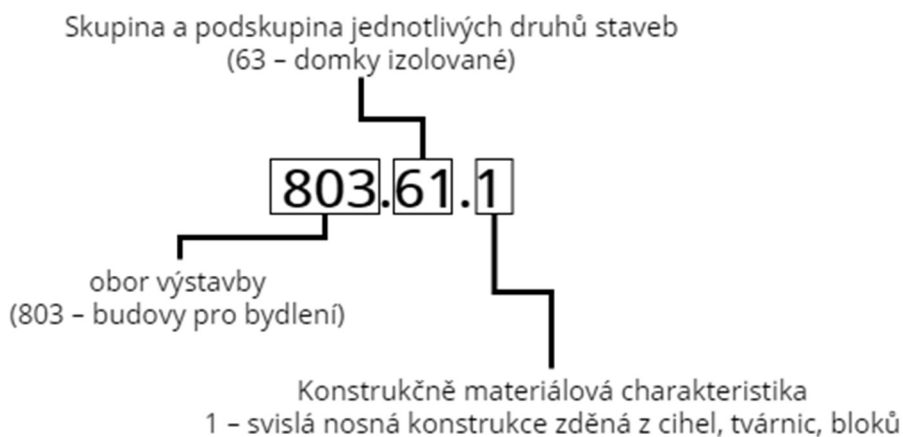 Skupina a podskupina jednotlivých druhů staveb
(63 – domky izolované)
803.61.1
obor výstavby
(803 – budovy pro bydlení)
Konstrukčně materiálová charakteristika
1 – svislá nosná konstrukce zděná z cihel, tvárnic, bloků